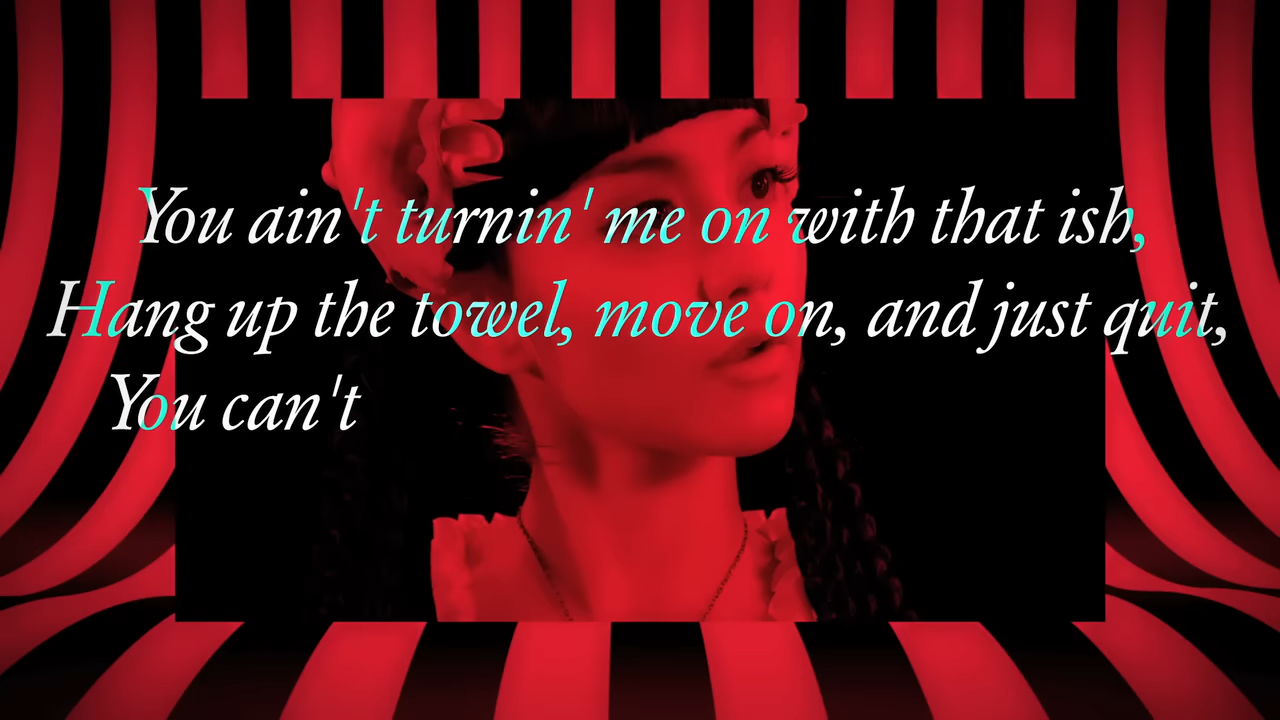 You ain't turnin' me on with that ish,
Hang up the towel, move on, and just quit,
You can't